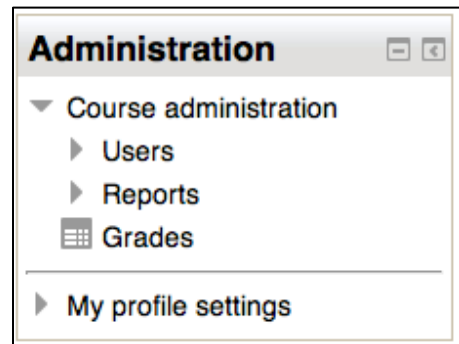 Administration
Course administration
Users
Reports
Grades
My profile settings